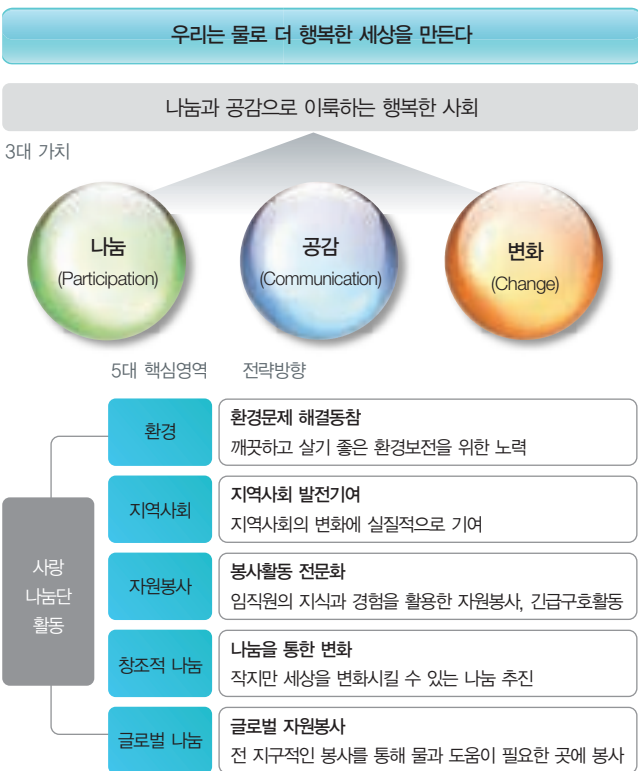 우리는 물로 더 행복한 세상을 만든다
나눔과 공감으로 이룩하는 행복한 사회
3대 가치
나눔
(Participation)
공감
(Communication)
변화
(Change)
5대 핵심영역
전략방향
사랑
나눔단
활동
환경
환경문제 해결동참
깨끗하고 살기 좋은 환경보전을 위한 노력
지역사회
지역사회 발전기여
지역사회의 변화에 실질적으로 기여
자원봉사
봉사활동 전문화
임직원의 지식과 경험을 활용한 자원봉사, 긴급구호활동
창조적 나눔
나눔을 통한 변화
작지만 세상을 변화시킬 수 있는 나눔 추진
글로벌 나눔
글로벌 자원봉사
전 지구적인 봉사를 통해 물과 도움이 필요한 곳에 봉사